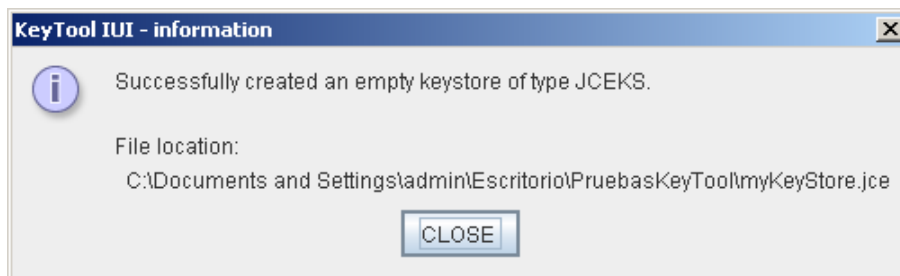 KeyTool IUI - information
Successfully created an empty keystore of type JCEKS.
File location:
C:\Documents and Settings\admin\Escritorio\PruebasKeyTool\myKeyStore.jce
CLOSE